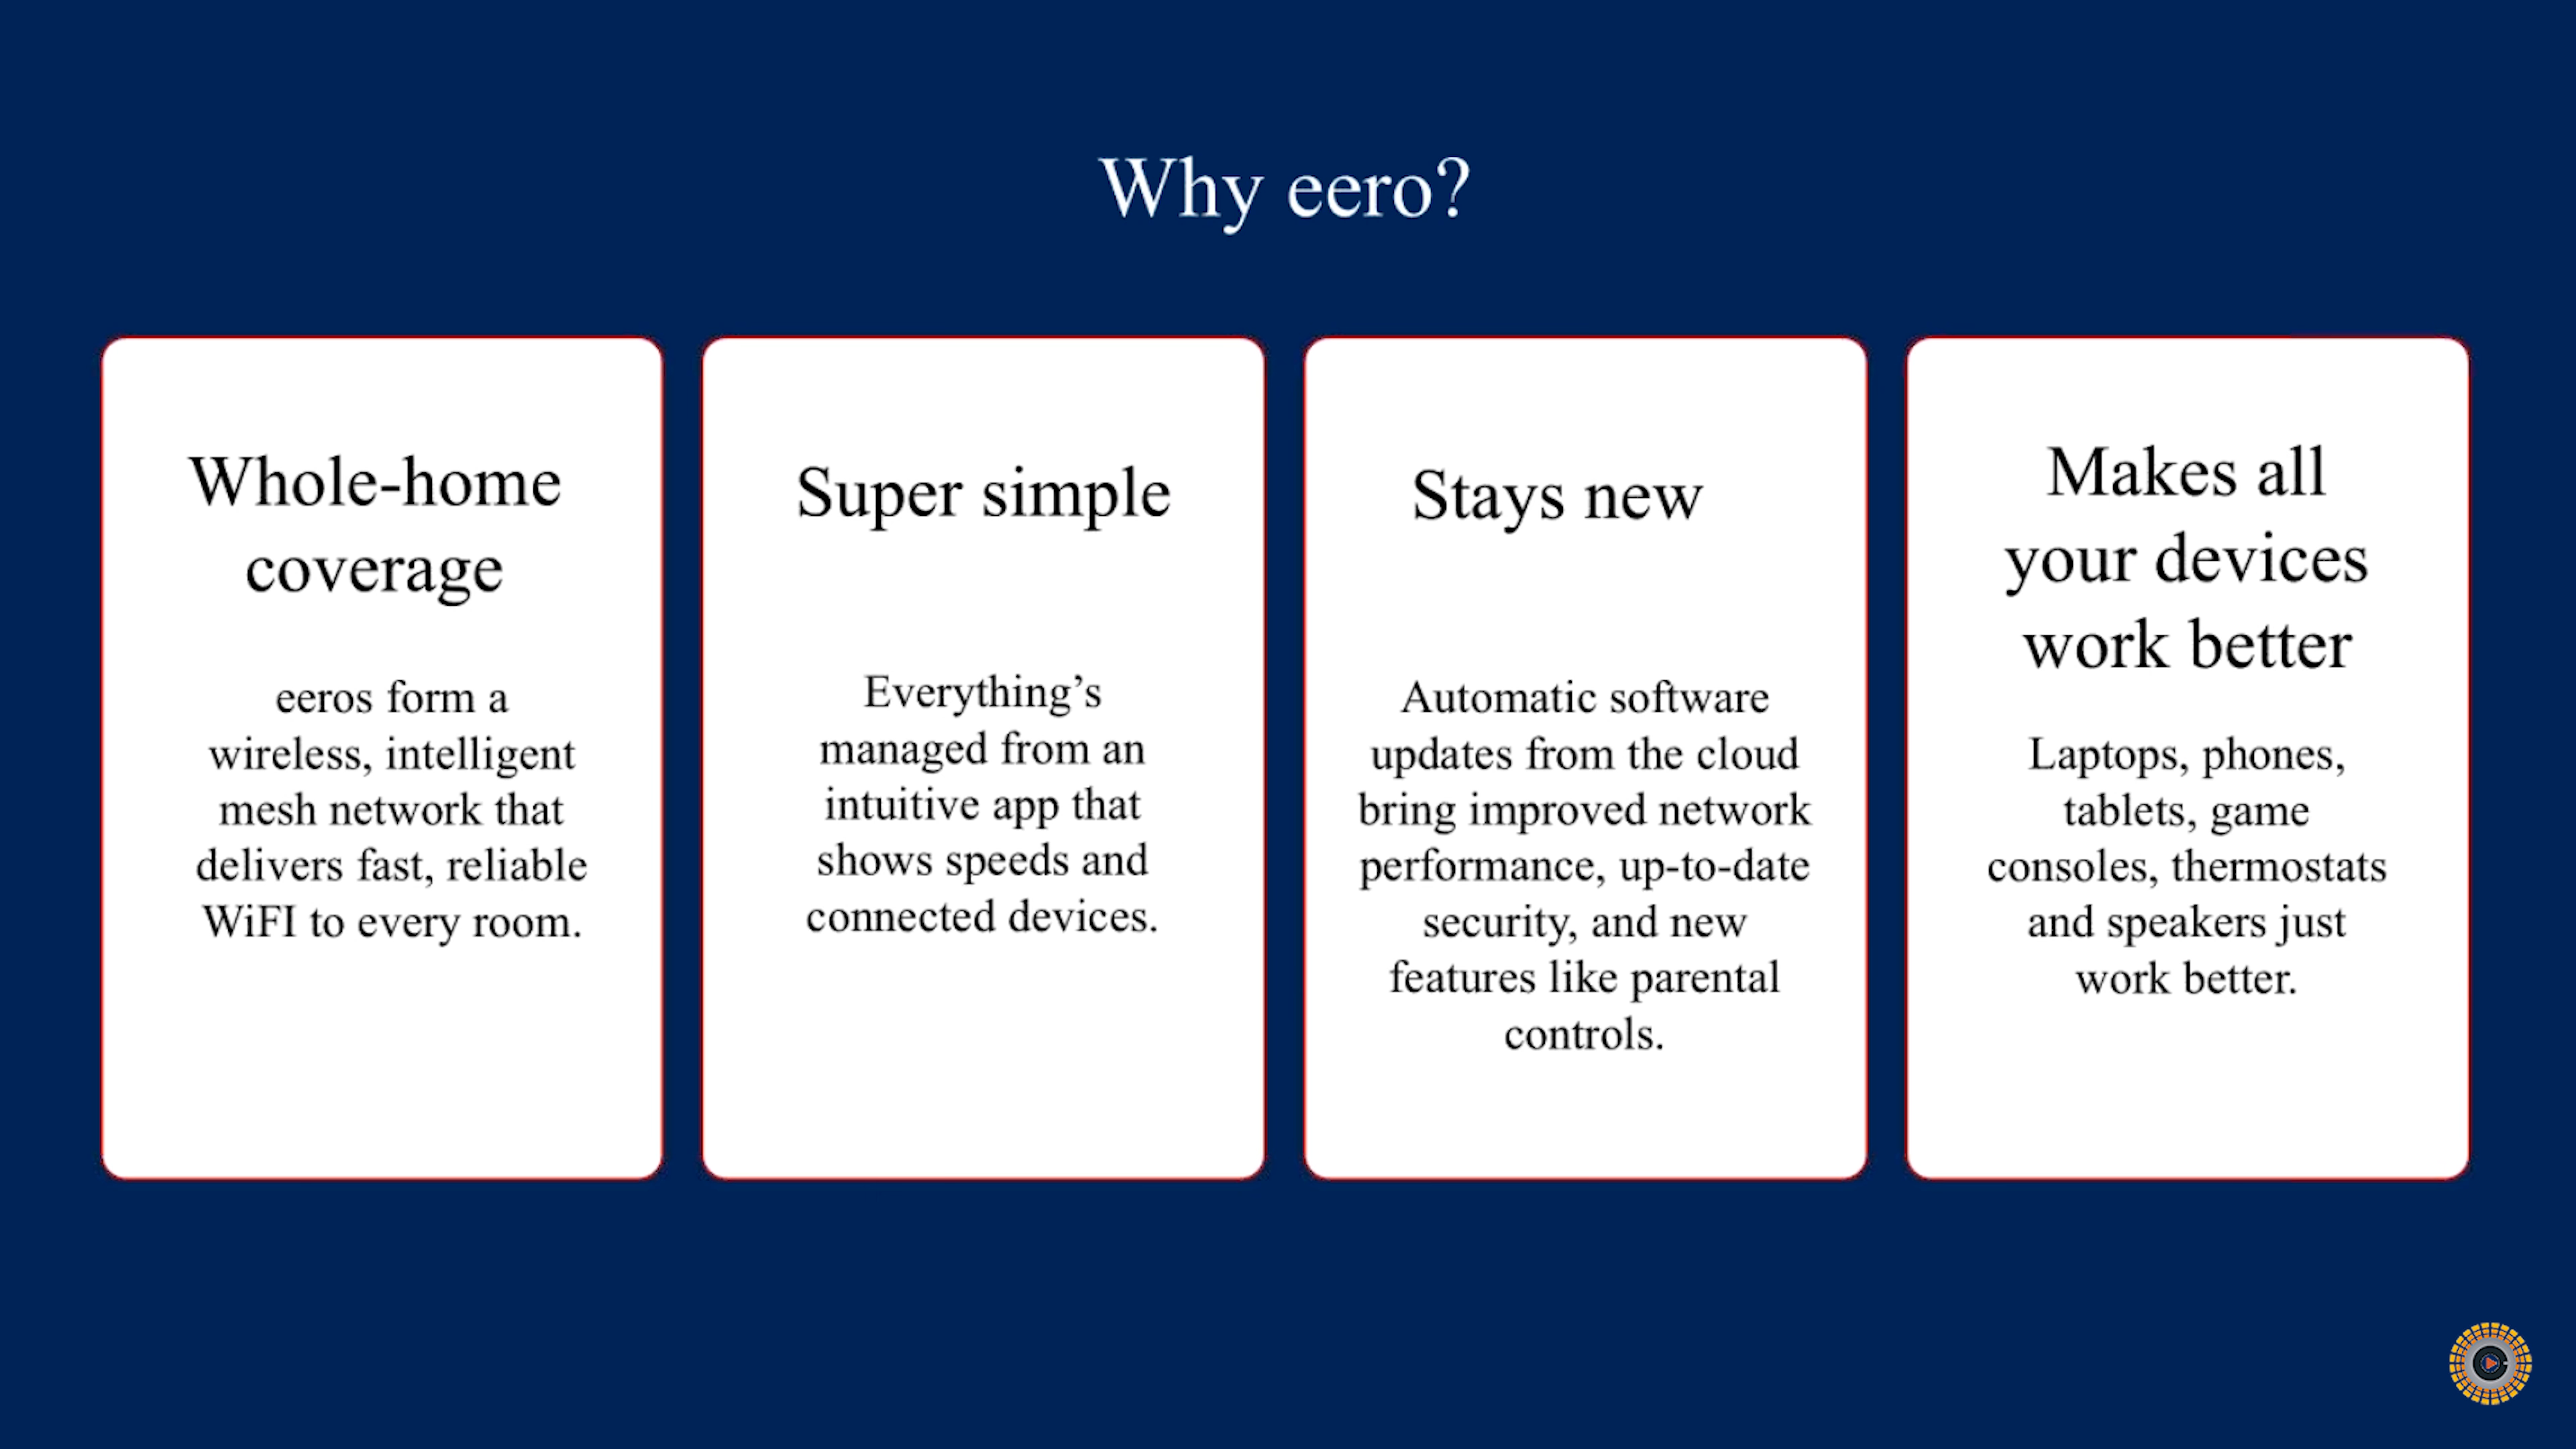 Why eero?
Whole-home
coverage
eeros form a
wireless, intelligent
mesh network that
delivers fast, reliable
WiFI to every room.
Super simple
Everything’s
managed from an
intuitive app that
shows speeds and
connected devices.
Stays new
Automatic software
updates from the cloud
bring improved network
performance, up-to-date
security, and new
features like parental
controls.
Makes all
your devices
work better
Laptops, phones,
tablets, game
consoles, thermostats
and speakers just
work better.